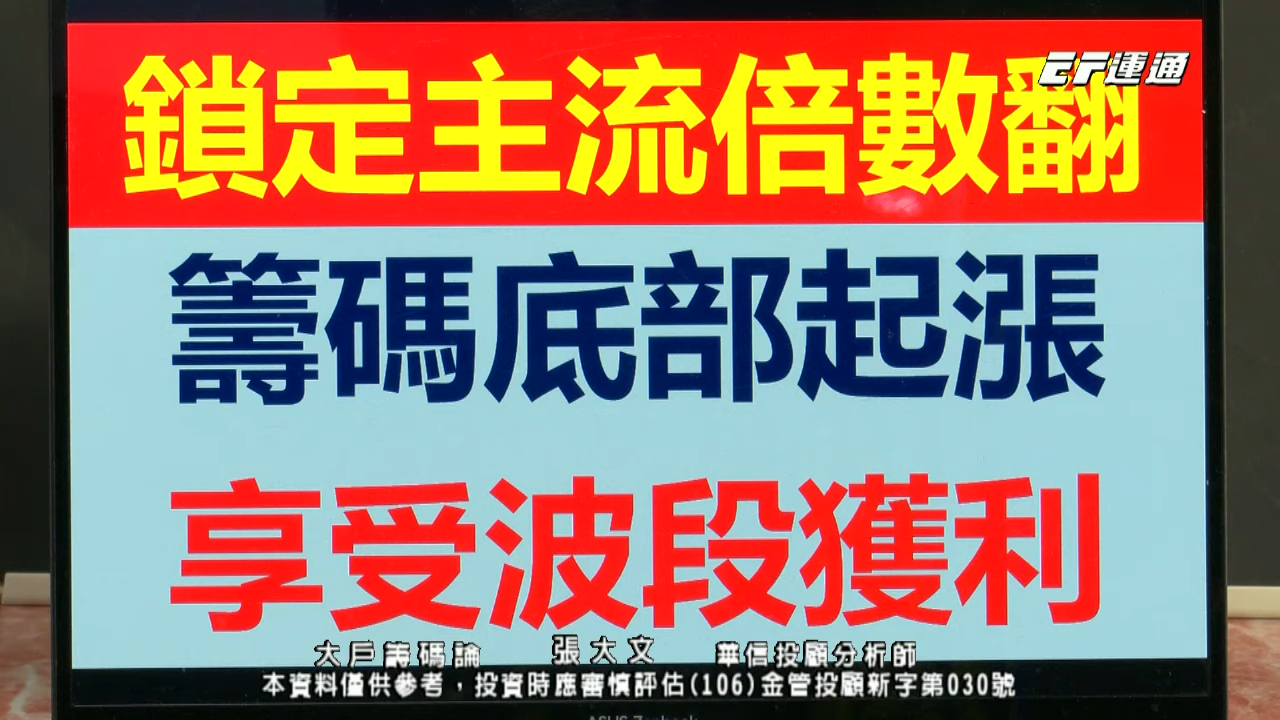 鎖定主流倍數翻
EF運通
籌碼底部起漲
享受波段獲利
大戶籌碼論 張大文 華信投顧分析師
本資料僅供參考，投資時應審慎評估(106)金管投顧新字第030號
ASUS Zenbook